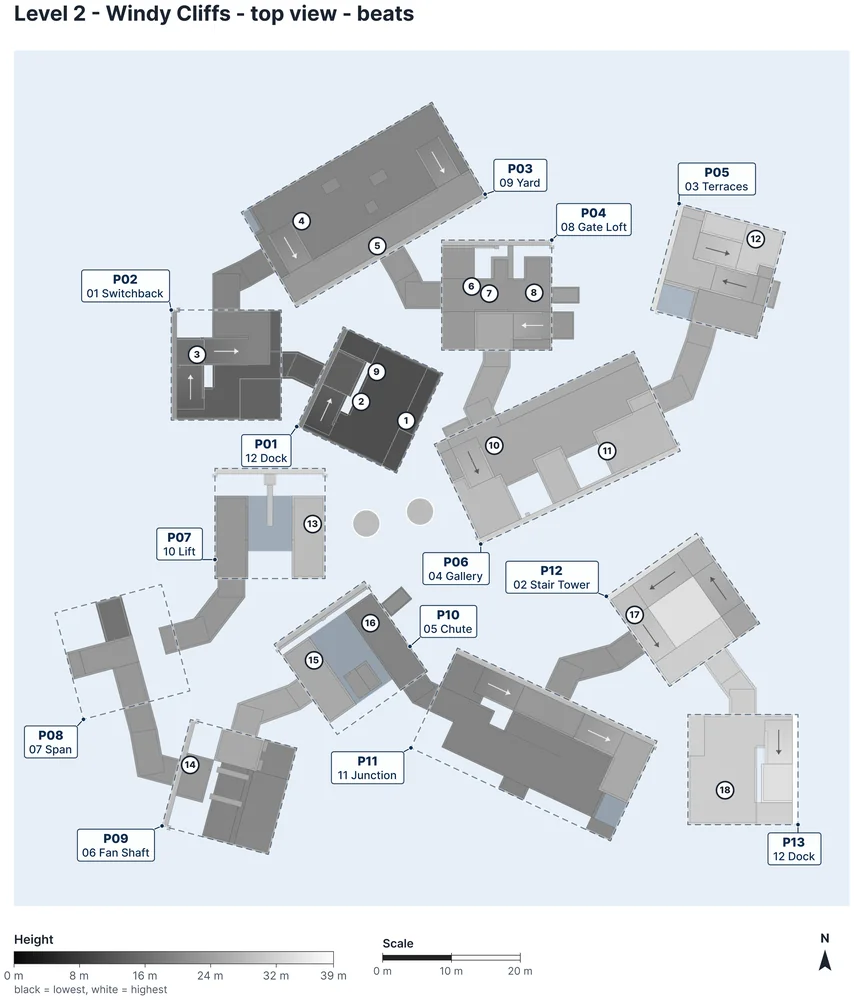 Level 2 - Windy Cliffs - top view - beats
P03
09 Yard
P05
03 Terraces
P04
08 Gate Loft
4
5
12
P02
01 Switchback
6
7
8
3
9
2
1
10
11
P01
12 Dock
P07
10 Lift
13
P06
04 Gallery
P12
02 Stair Tower
P10
05 Chute
16
17
15
P08
07 Span
P11
11 Junction
14
18
P09
06 Fan Shaft
P13
12 Dock
Height
0 m 8 m 16 m 24 m 32 m 39 m
black = lowest, white = highest
Scale
0 m 10 m 20 m
N